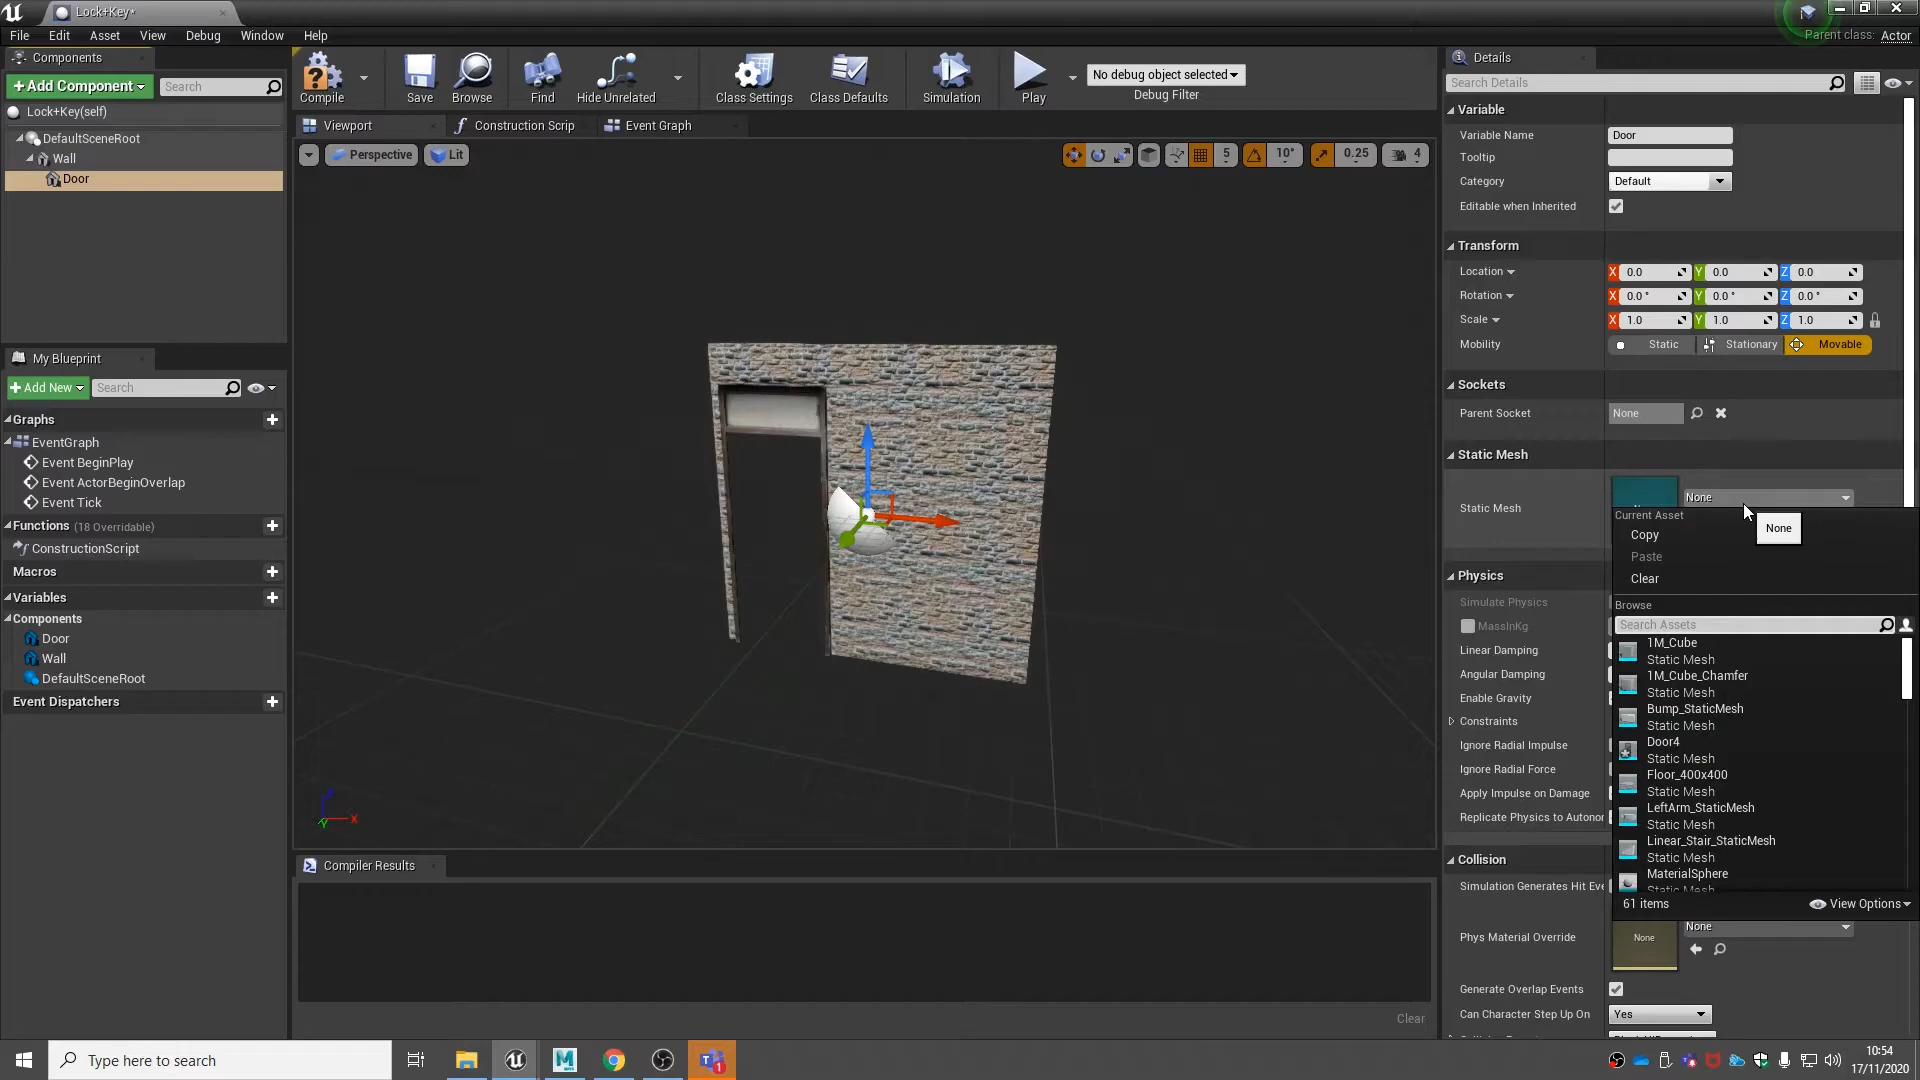 Lock+Key*
File Edit Asset View Debug Window Help
Parent class: Actor
Components
+Add Component
Search
Lock+Key(self)
DefaultSceneRoot
Wall
Door
Compile
Save
Browse
Find
Hide Unrelated
Class Settings
Class Defaults
Simulation
Play
No debug object selected
Debug Filter
Viewport
Construction Scrip
Event Graph
Perspective
Lit
5
10°
0.25
4
My Blueprint
+Add New
Search
Graphs
EventGraph
Event BeginPlay
Event ActorBeginOverlap
Event Tick
Functions (18 Overridable)
ConstructionScript
Macros
Variables
Components
Door
Wall
DefaultSceneRoot
Event Dispatchers
Z
X
Y
Compiler Results
Clear
Details
Search Details
Variable
Variable Name Door
Tooltip
Category Default
Editable when Inherited
Transform
Location X 0.0 Y 0.0 Z 0.0
Rotation X 0.0 ° Y 0.0 ° Z 0.0 °
Scale X 1.0 Y 1.0 Z 1.0
Mobility Static Stationary Movable
Sockets
Parent Socket None
Static Mesh
Static Mesh None
Current Asset
None
Copy
Paste
Clear
Browse
Search Assets
1M_Cube
Static Mesh
1M_Cube_Chamfer
Static Mesh
Bump_StaticMesh
Static Mesh
Door4
Static Mesh
Floor_400x400
Static Mesh
LeftArm_StaticMesh
Static Mesh
Linear_Stair_StaticMesh
Static Mesh
MaterialSphere
Static Mesh
61 items
View Options
Physics
Simulate Physics
MassInKg
Linear Damping
Angular Damping
Enable Gravity
Constraints
Ignore Radial Impulse
Ignore Radial Force
Apply Impulse on Damage
Replicate Physics to Autonor
Collision
Simulation Generates Hit Eve
Phys Material Override None None
Generate Overlap Events
Can Character Step Up On Yes
Type here to search
1
10:54
17/11/2020